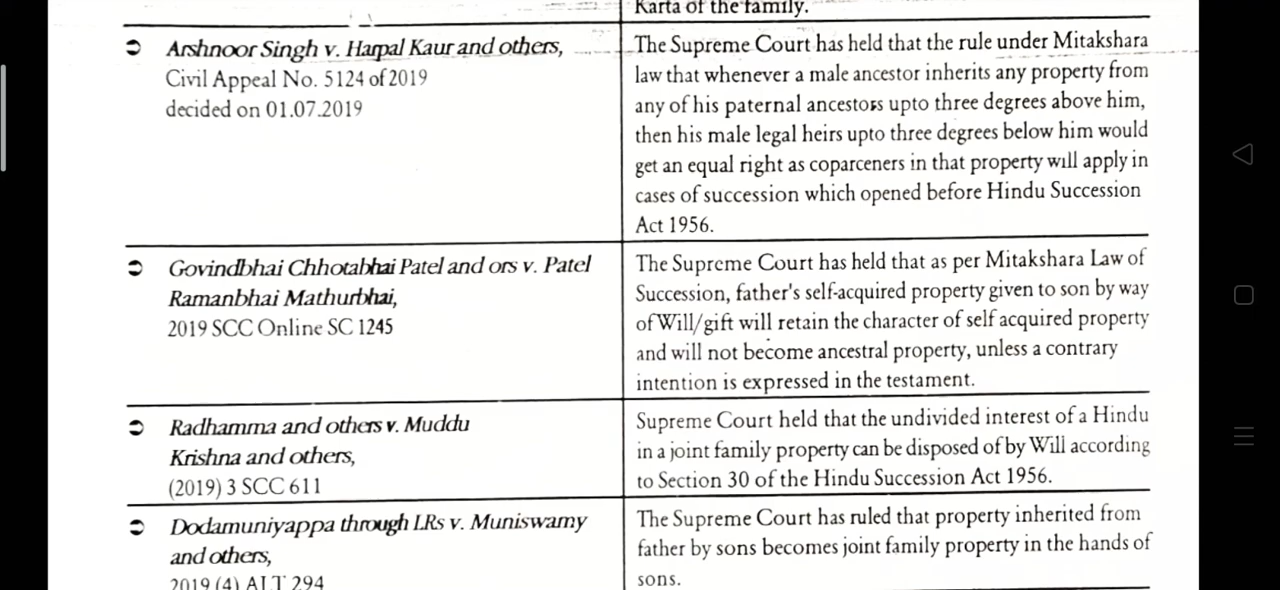 Karta of the family.
Arshnoor Singh v. Harpal Kaur and others,
Civil Appeal No. 5124 of 2019
decided on 01.07.2019
The Supreme Court has held that the rule under Mitakshara
law that whenever a male ancestor inherits any property from
any of his paternal ancestors upto three degrees above him,
then his male legal heirs upto three degrees below him would
get an equal right as coparceners in that property will apply in
cases of succession which opened before Hindu Succession
Act 1956.
Govindbhai Chhotabhai Patel and ors v. Patel
Ramanbhai Mathurbhai,
2019 SCC Online SC 1245
The Supreme Court has held that as per Mitakshara Law of
Succession, father's self-acquired property given to son by way
of Will/gift will retain the character of self acquired property
and will not become ancestral property, unless a contrary
intention is expressed in the testament.
Radhamma and others v. Muddu
Krishna and others,
(2019) 3 SCC 611
Supreme Court held that the undivided interest of a Hindu
in a joint family property can be disposed of by Will according
to Section 30 of the Hindu Succession Act 1956.
Dodamuniyappa through LRs v. Muniswamy
and others,
2019 (4) ALT 294
The Supreme Court has ruled that property inherited from
father by sons becomes joint family property in the hands of
sons.